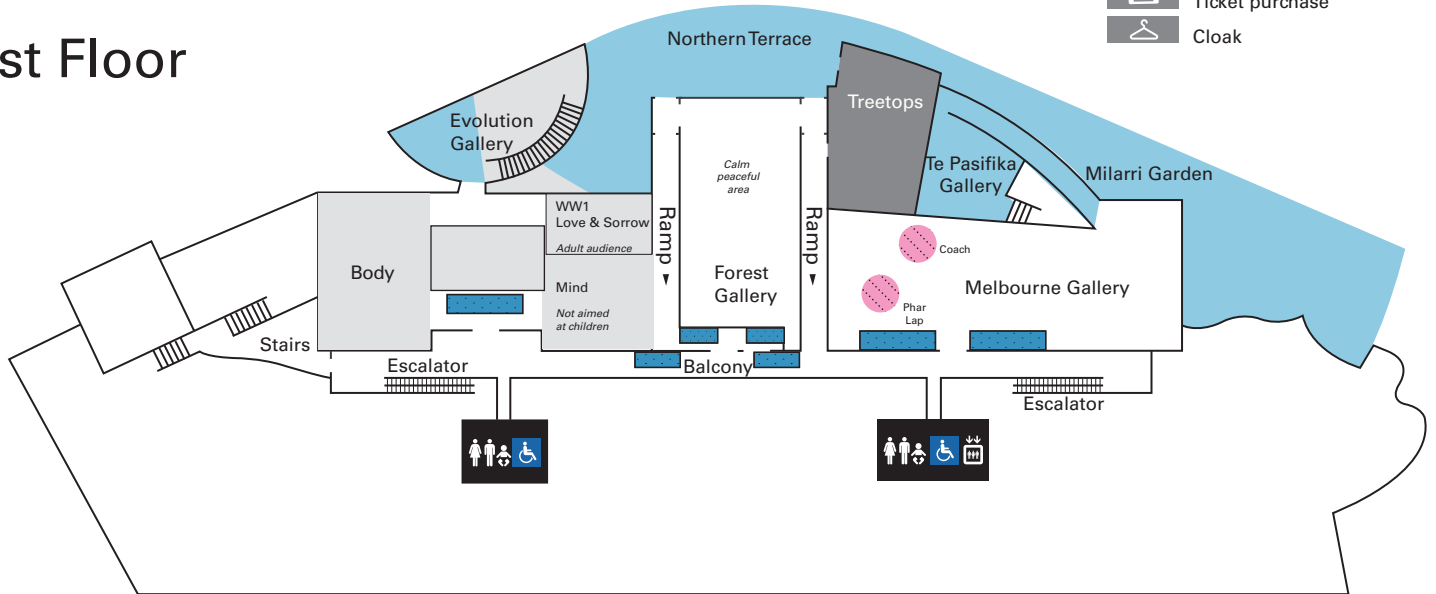 st Floor
Ticket purchase
Cloak
Northern Terrace
Treetops
Evolution
Gallery
Calm
peaceful
area
Te Pasifika
Gallery
Milarri Garden
WW1
Love & Sorrow
Adult audience
Ramp
Ramp
Coach
Body
Mind
Not aimed
at children
Forest
Gallery
Melbourne Gallery
Phar
Lap
Stairs
Escalator
Balcony
Escalator